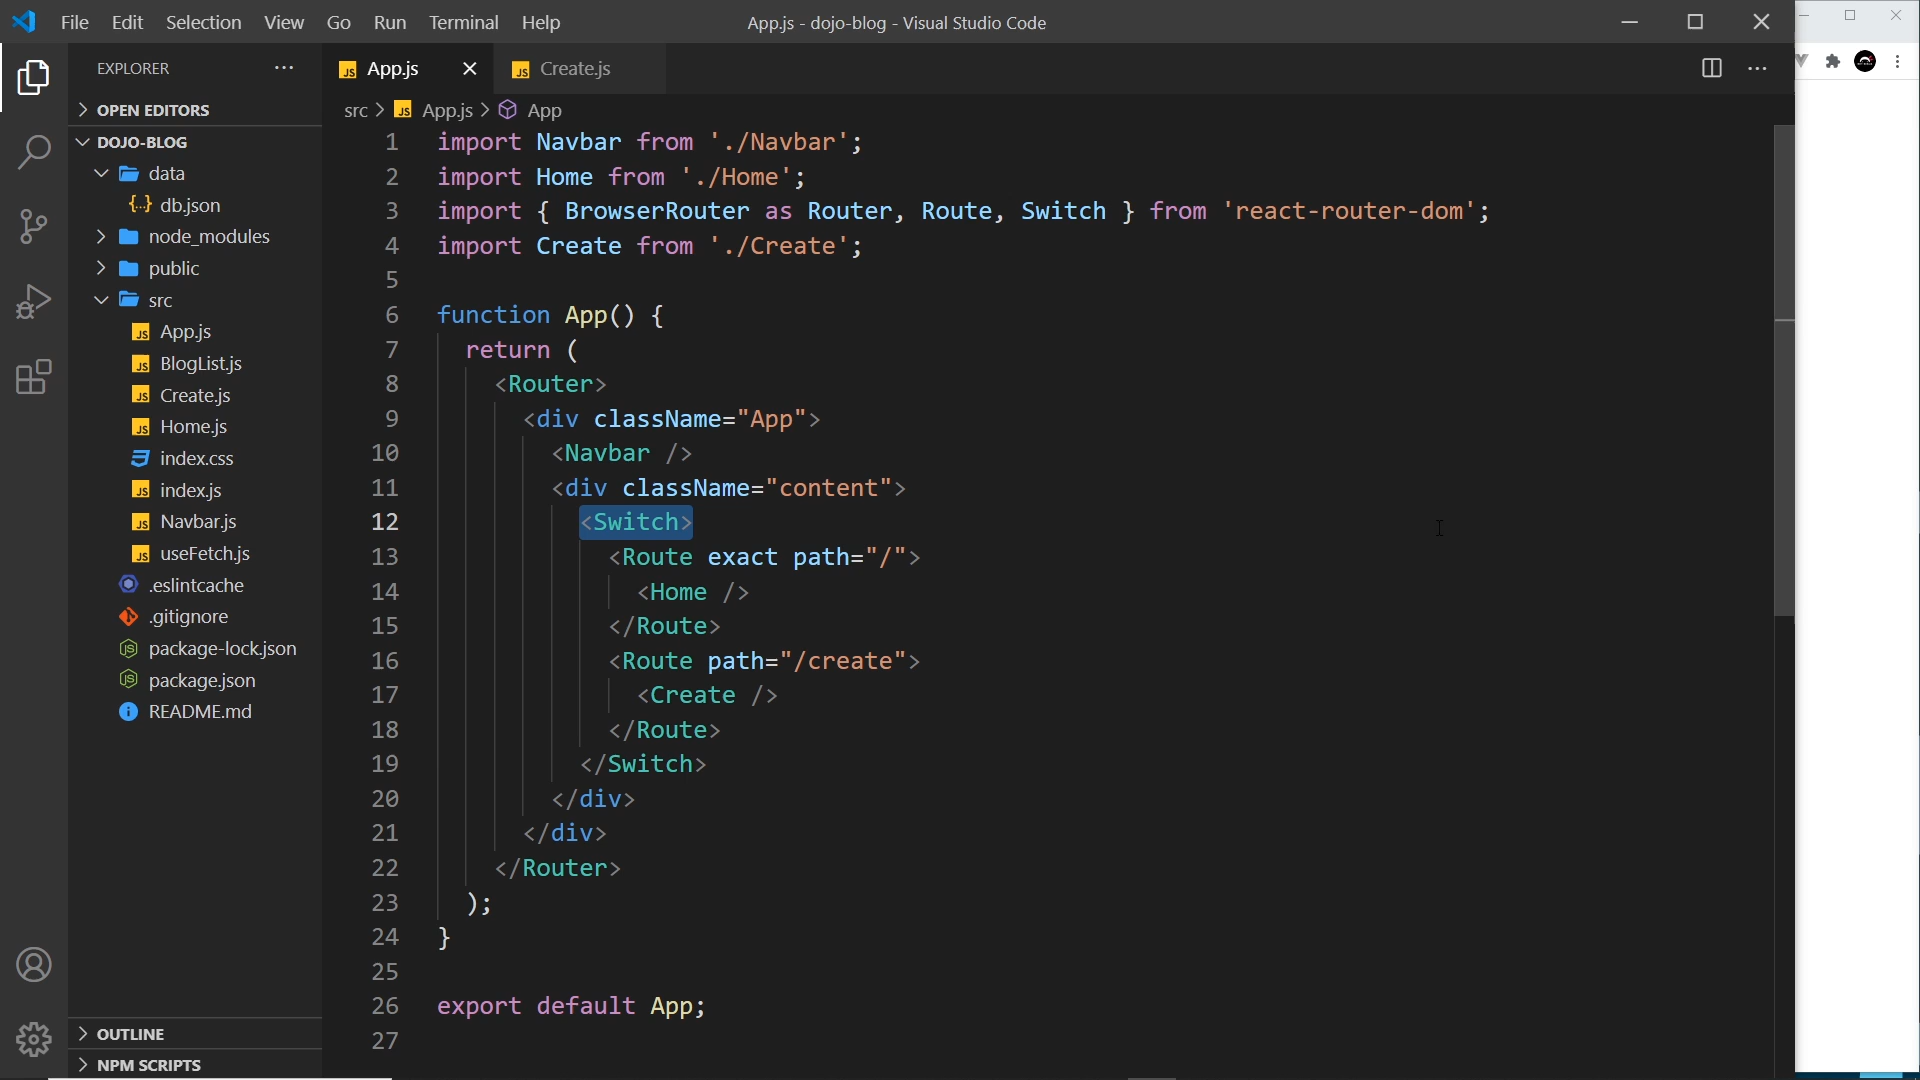 File Edit Selection View Go Run Terminal Help
App.js - dojo-blog - Visual Studio Code
EXPLORER
OPEN EDITORS
DOJO-BLOG
data
db.json
node_modules
public
src
App.js
BlogList.js
Create.js
Home.js
index.css
index.js
Navbar.js
useFetch.js
.eslintcache
.gitignore
package-lock.json
package.json
README.md
OUTLINE
NPM SCRIPTS
JS App.js JS Create.js
src > JS App.js > App
1 import Navbar from './Navbar';
2 import Home from './Home';
3 import { BrowserRouter as Router, Route, Switch } from 'react-router-dom';
4 import Create from './Create';
5
6 function App() {
7 return (
8 <Router>
9 <div className="App">
10 <Navbar />
11 <div className="content">
12 <Switch>
13 <Route exact path="/">
14 <Home />
15 </Route>
16 <Route path="/create">
17 <Create />
18 </Route>
19 </Switch>
20 </div>
21 </div>
22 </Router>
23 );
24 }
25
26 export default App;
27